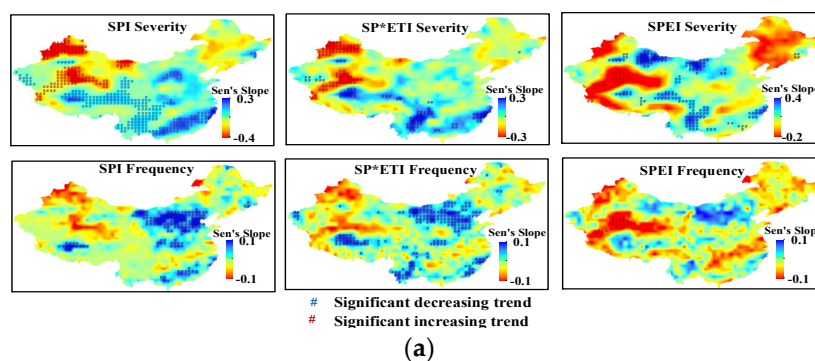 SPI Severity
Sen's Slope
0.3
-0.4
SP*ETI Severity
Sen's Slope
0.3
-0.3
SPEI Severity
Sen's Slope
0.4
-0.2
SPI Frequency
Sen's Slope
0.1
-0.1
SP*ETI Frequency
Sen's Slope
0.1
-0.1
SPEI Frequency
Sen's Slope
0.1
-0.1
# Significant decreasing trend
# Significant increasing trend
(a)